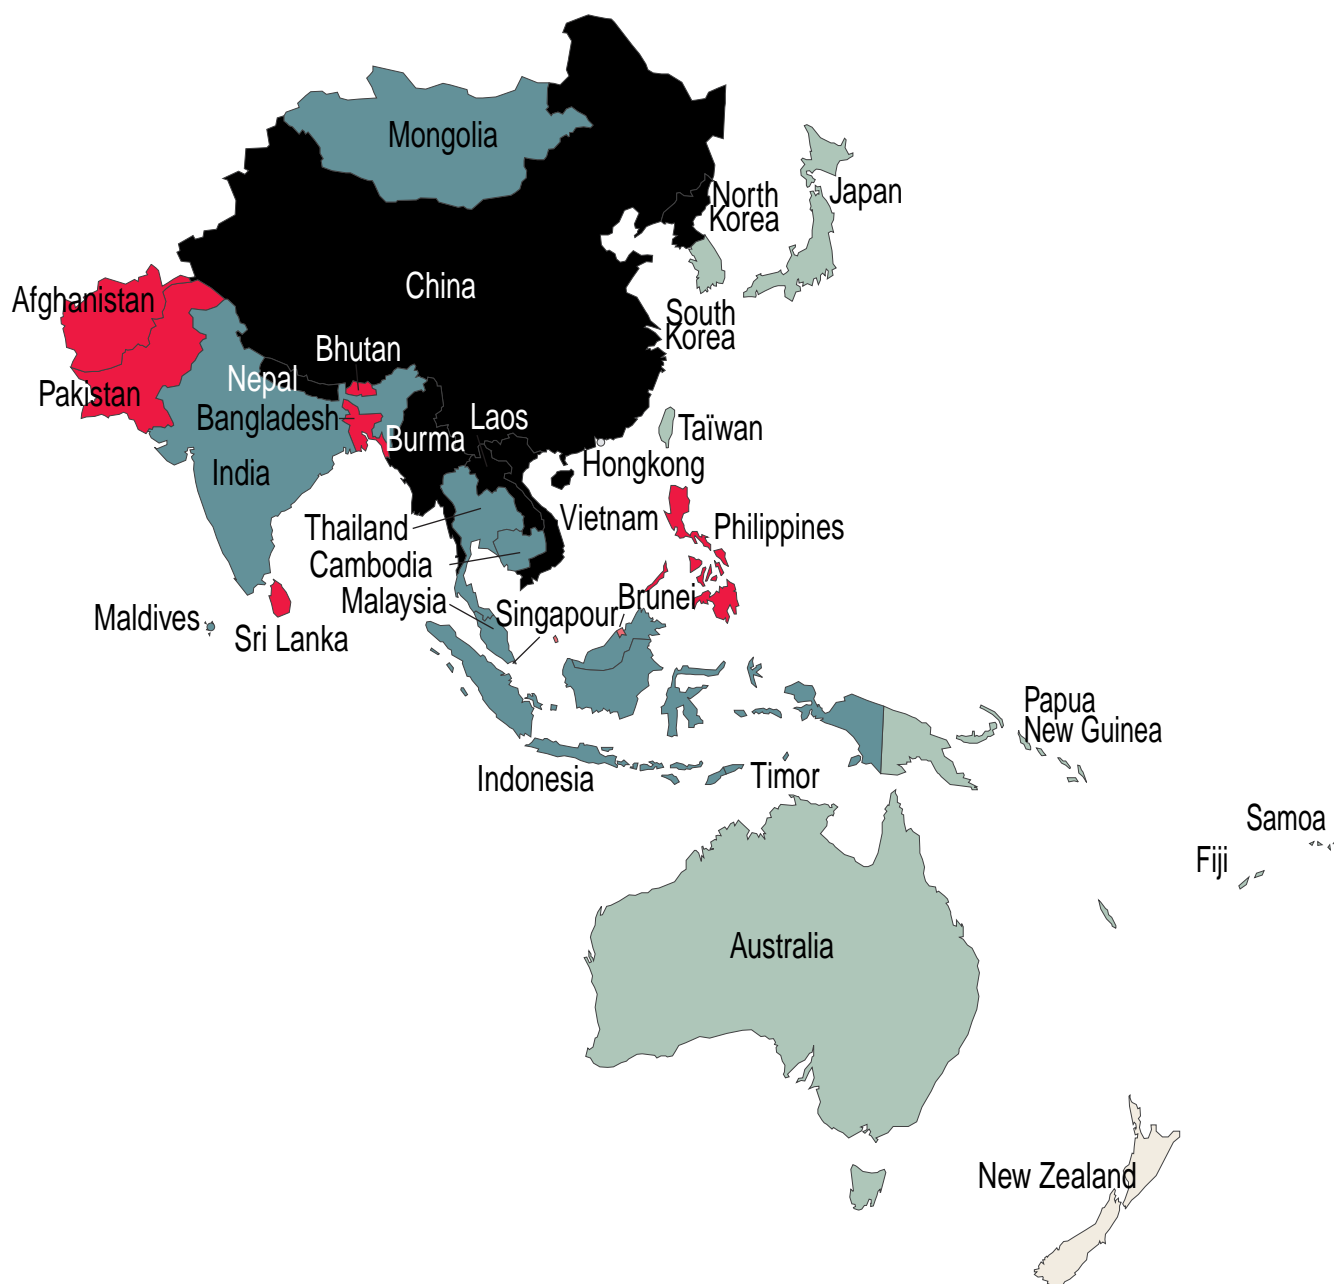 Mongolia
North
Korea
Japan
China
Afghanistan
South
Korea
Bhutan
Nepal
Pakistan
Bangladesh
Laos
Taïwan
Burma
Hongkong
India
Vietnam
Thailand
Philippines
Cambodia
Malaysia
Brunei
Singapour
Maldives
Sri Lanka
Papua
New Guinea
Indonesia
Timor
Samoa
Fiji
Australia
New Zealand